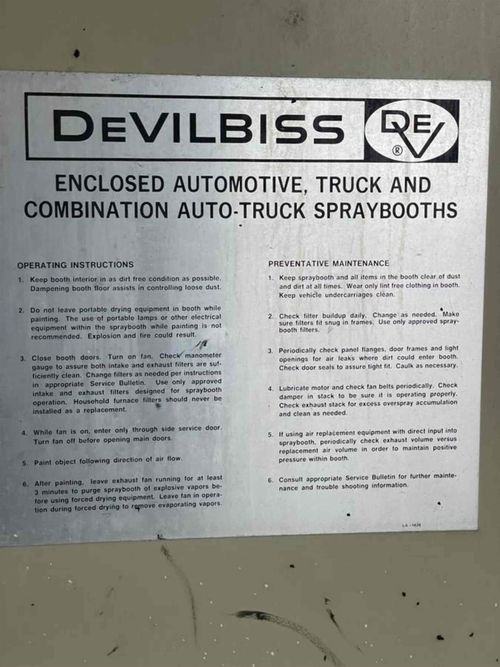 DEVILBISS DEV®
ENCLOSED AUTOMOTIVE, TRUCK AND
COMBINATION AUTO-TRUCK SPRAYBOOTHS
OPERATING INSTRUCTIONS
1. Keep booth interior in as dirt free condition as possible.
Dampening booth floor assists in controlling loose dust.
2. Do not leave portable drying equipment in booth while
painting. The use of portable lamps or other electrical
equipment within the spraybooth while painting is not
recommended. Explosion and fire could result.
3. Close booth doors. Turn on fan. Check manometer
gauge to assure both intake and exhaust filters are suf-
ficiently clean. Change filters as needed per instructions
in appropriate Service Bulletin. Use only approved
intake and exhaust filters designed for spraybooth
operation. Household furnace filters should never be
installed as a replacement.
4. While fan is on, enter only through side service door.
Turn fan off before opening main doors.
5. Paint object following direction of air flow.
6. After painting, leave exhaust fan running for at least
3 minutes to purge spraybooth of explosive vapors be-
fore using forced drying equipment. Leave fan in opera-
tion during forced drying to remove evaporating vapors.
PREVENTATIVE MAINTENANCE
1. Keep spraybooth and all items in the booth clear of dust
and dirt at all times. Wear only lint free clothing in booth.
Keep vehicle undercarriages clean.
2. Check filter buildup daily. Change as needed. Make
sure filters fit snug in frames. Use only approved spray-
booth filters.
3. Periodically check panel flanges, door frames and light
openings for air leaks where dirt could enter booth.
Check door seals to assure tight fit. Caulk as necessary.
4. Lubricate motor and check fan belts periodically. Check
damper in stack to be sure it is operating properly.
Check exhaust stack for excess overspray accumulation
and clean as needed.
5. If using air replacement equipment with direct input into
spraybooth, periodically check exhaust volume versus
replacement air volume in order to maintain positive
pressure within booth.
6. Consult appropriate Service Bulletin for further mainte-
nance and trouble shooting information.